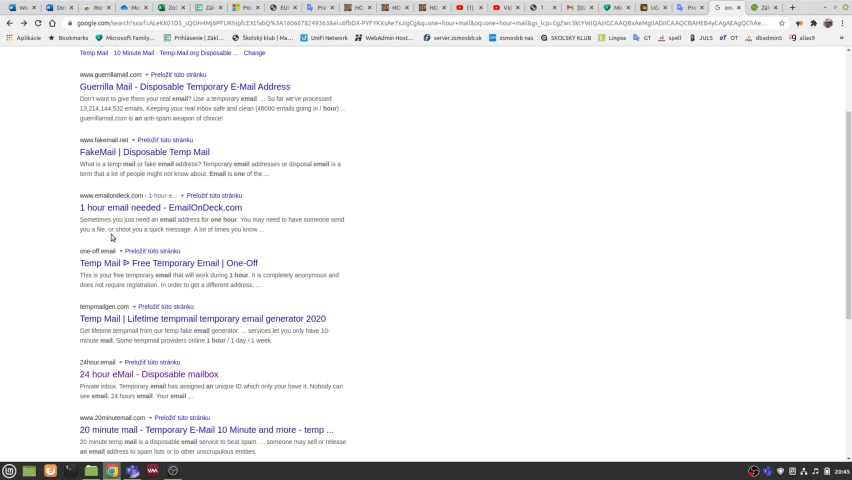 google.com/search?
Aplikácie
Bookmarks
Školský klub | M...
UniFi Network
server.zsmosbb.sk
zsmosbb nas
SKOLSKY KLUB
Lingea
GT
spell
JULS
OT
dbadmin5
alias9
Temp Mail · 10 Minute Mail · Temp-Mail.org Disposable ... · Change
www.guerrillamail.com ▾ Preložiť túto stránku
Guerrilla Mail - Disposable Temporary E-Mail Address
Don't want to give them your real email? Use a temporary email. ... So far we've processed
13,214,144,532 emails, Keeping your real inbox safe and clean (46000 emails going in / hour) ...
guerrillamail.com is an anti-spam weapon of choice!
www.fakemail.net ▾ Preložiť túto stránku
FakeMail | Disposable Temp Mail
What is a temp mail or fake email address? Temporary email addresses or disposal email is a
term that a lot of people might not know about. Email is one of the ...
www.emailondeck.com › 1-hour-e... Preložiť túto stránku
1 hour email needed - EmailOnDeck.com
Sometimes you just need an email address for one hour. You may need to have someone send
you a file, or shoot you a quick message. A lot of times you know ...
one-off.email ▾ Preložiť túto stránku
Temp Mail ᐈ Free Temporary Email | One-Off
This is your free temporary email that will work during 1 hour. It is completely anonymous and
does not require registration. In order to get a different address, ...
tempmailgen.com ▾ Preložiť túto stránku
Temp Mail | Lifetime tempmail temporary email generator 2020
Get lifetime tempmail from our temp fake email generator. ... services let you only have 10-
minute mail, Some tempmail providers online 1 hour / 1 day / 1 week.
24hour.email ▾ Preložiť túto stránku
24 hour eMail - Disposable mailbox
Private inbox. Temporary email has assigned an unique ID which only your have it. Nobody can
see email. 24 hours email. Your email ...
www.20minutemail.com ▾ Preložiť túto stránku
20 minute mail - Temporary E-Mail 10 Minute and more - temp ...
20 minute temp mail is a disposable email service to beat spam. ... someone may sell or release
an email address to spam lists or to other unscrupulous entities,
20:45